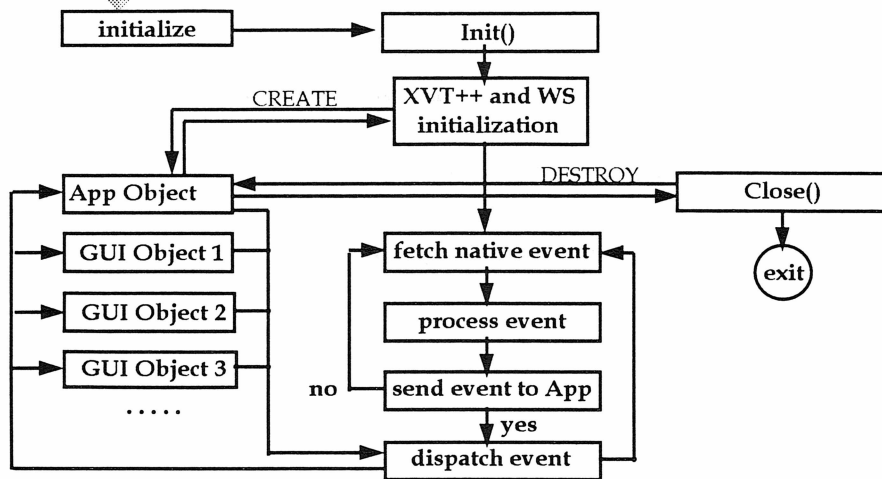 initialize
Init()
CREATE
XVT++ and WS
initialization
DESTROY
App Object
Close()
GUI Object 1
fetch native event
exit
GUI Object 2
process event
GUI Object 3
no
send event to App
.....
yes
dispatch event